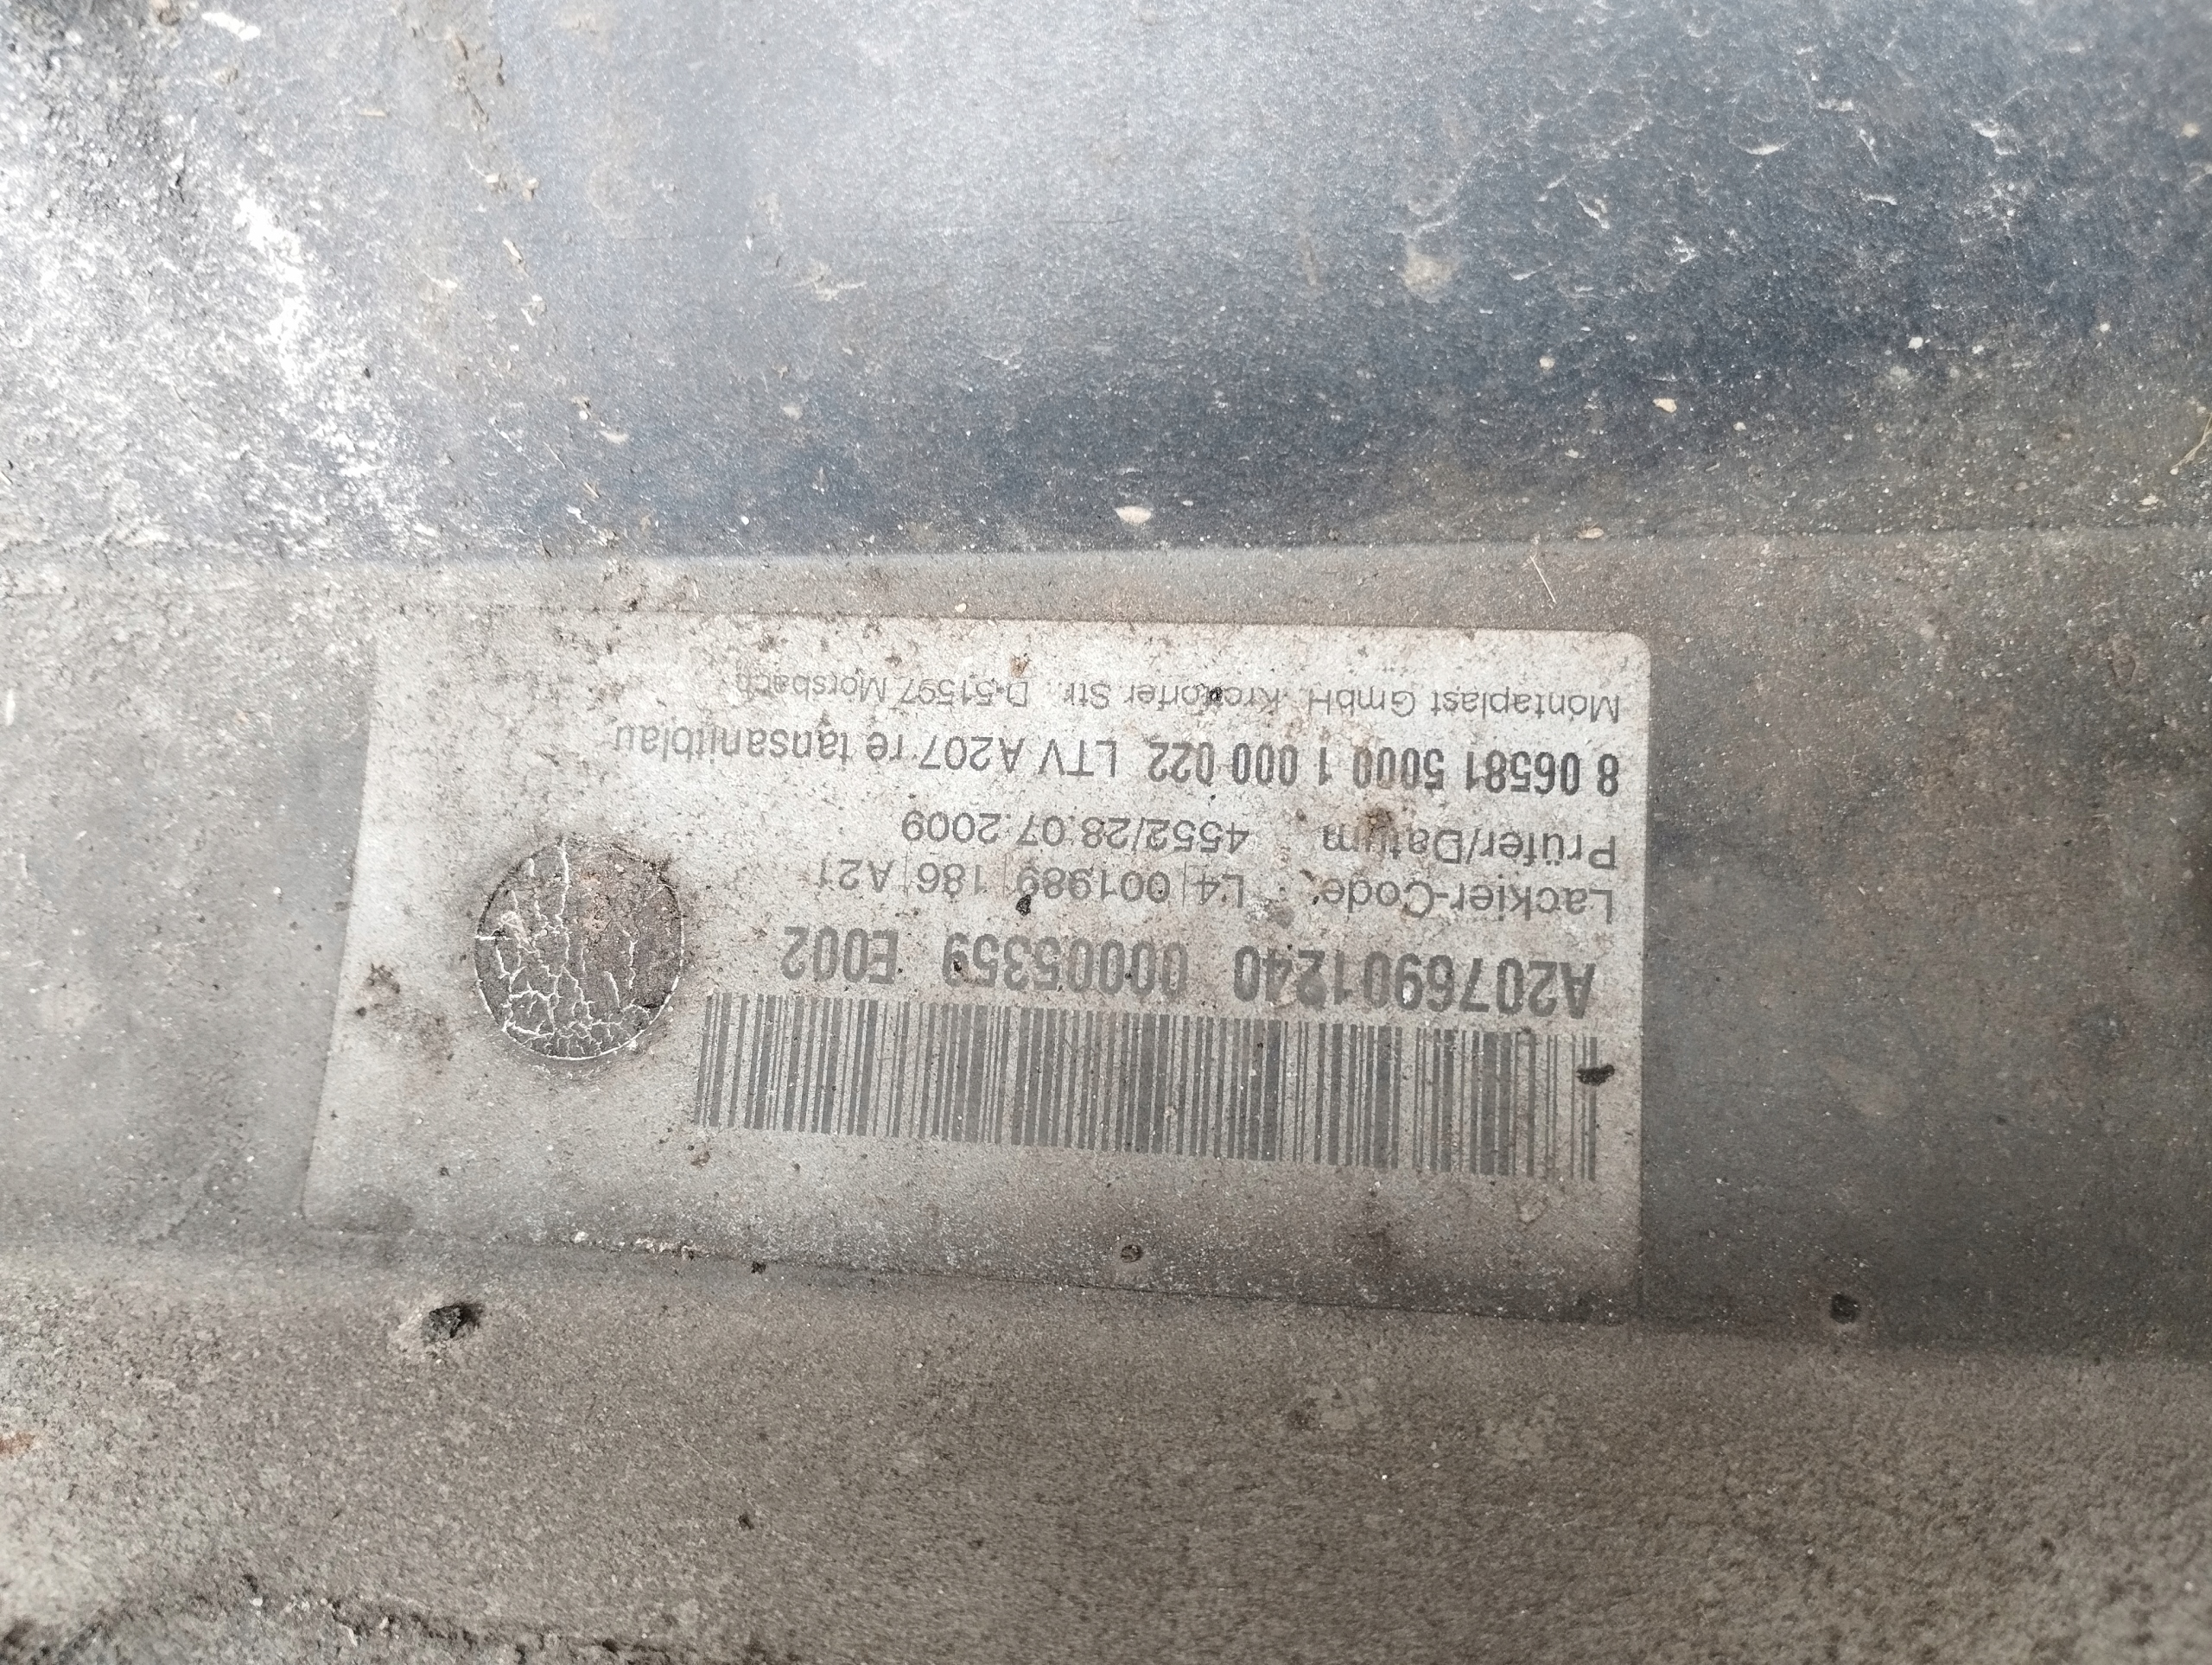 Montaplast GmbH, Krottorfer Str., D-51597 Morsbach
8 06581 5000 1 000 022 LTV A207 re tansanitblau
Prüfer/Datum 4552/28.07.2009
Lackier-Code: L4 001989 186 A21
A2076901240 00005359 E002